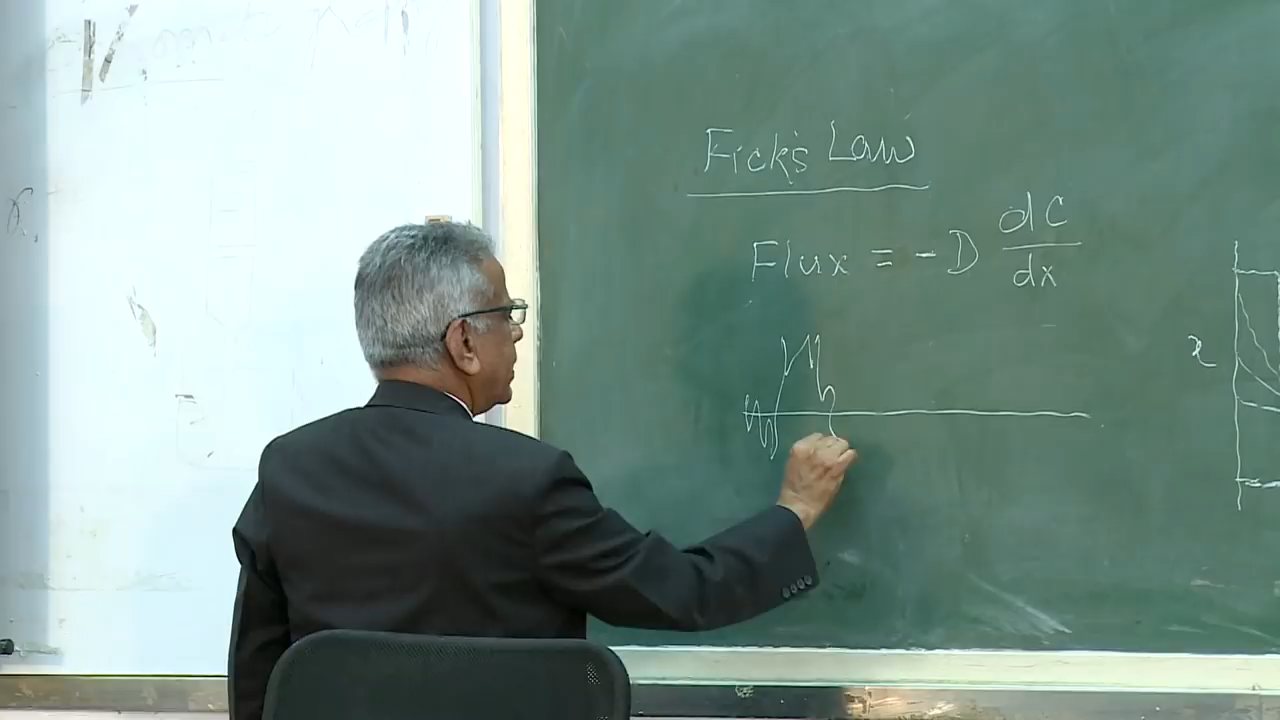 Fick's Law
Flux = -D dC/dx
x